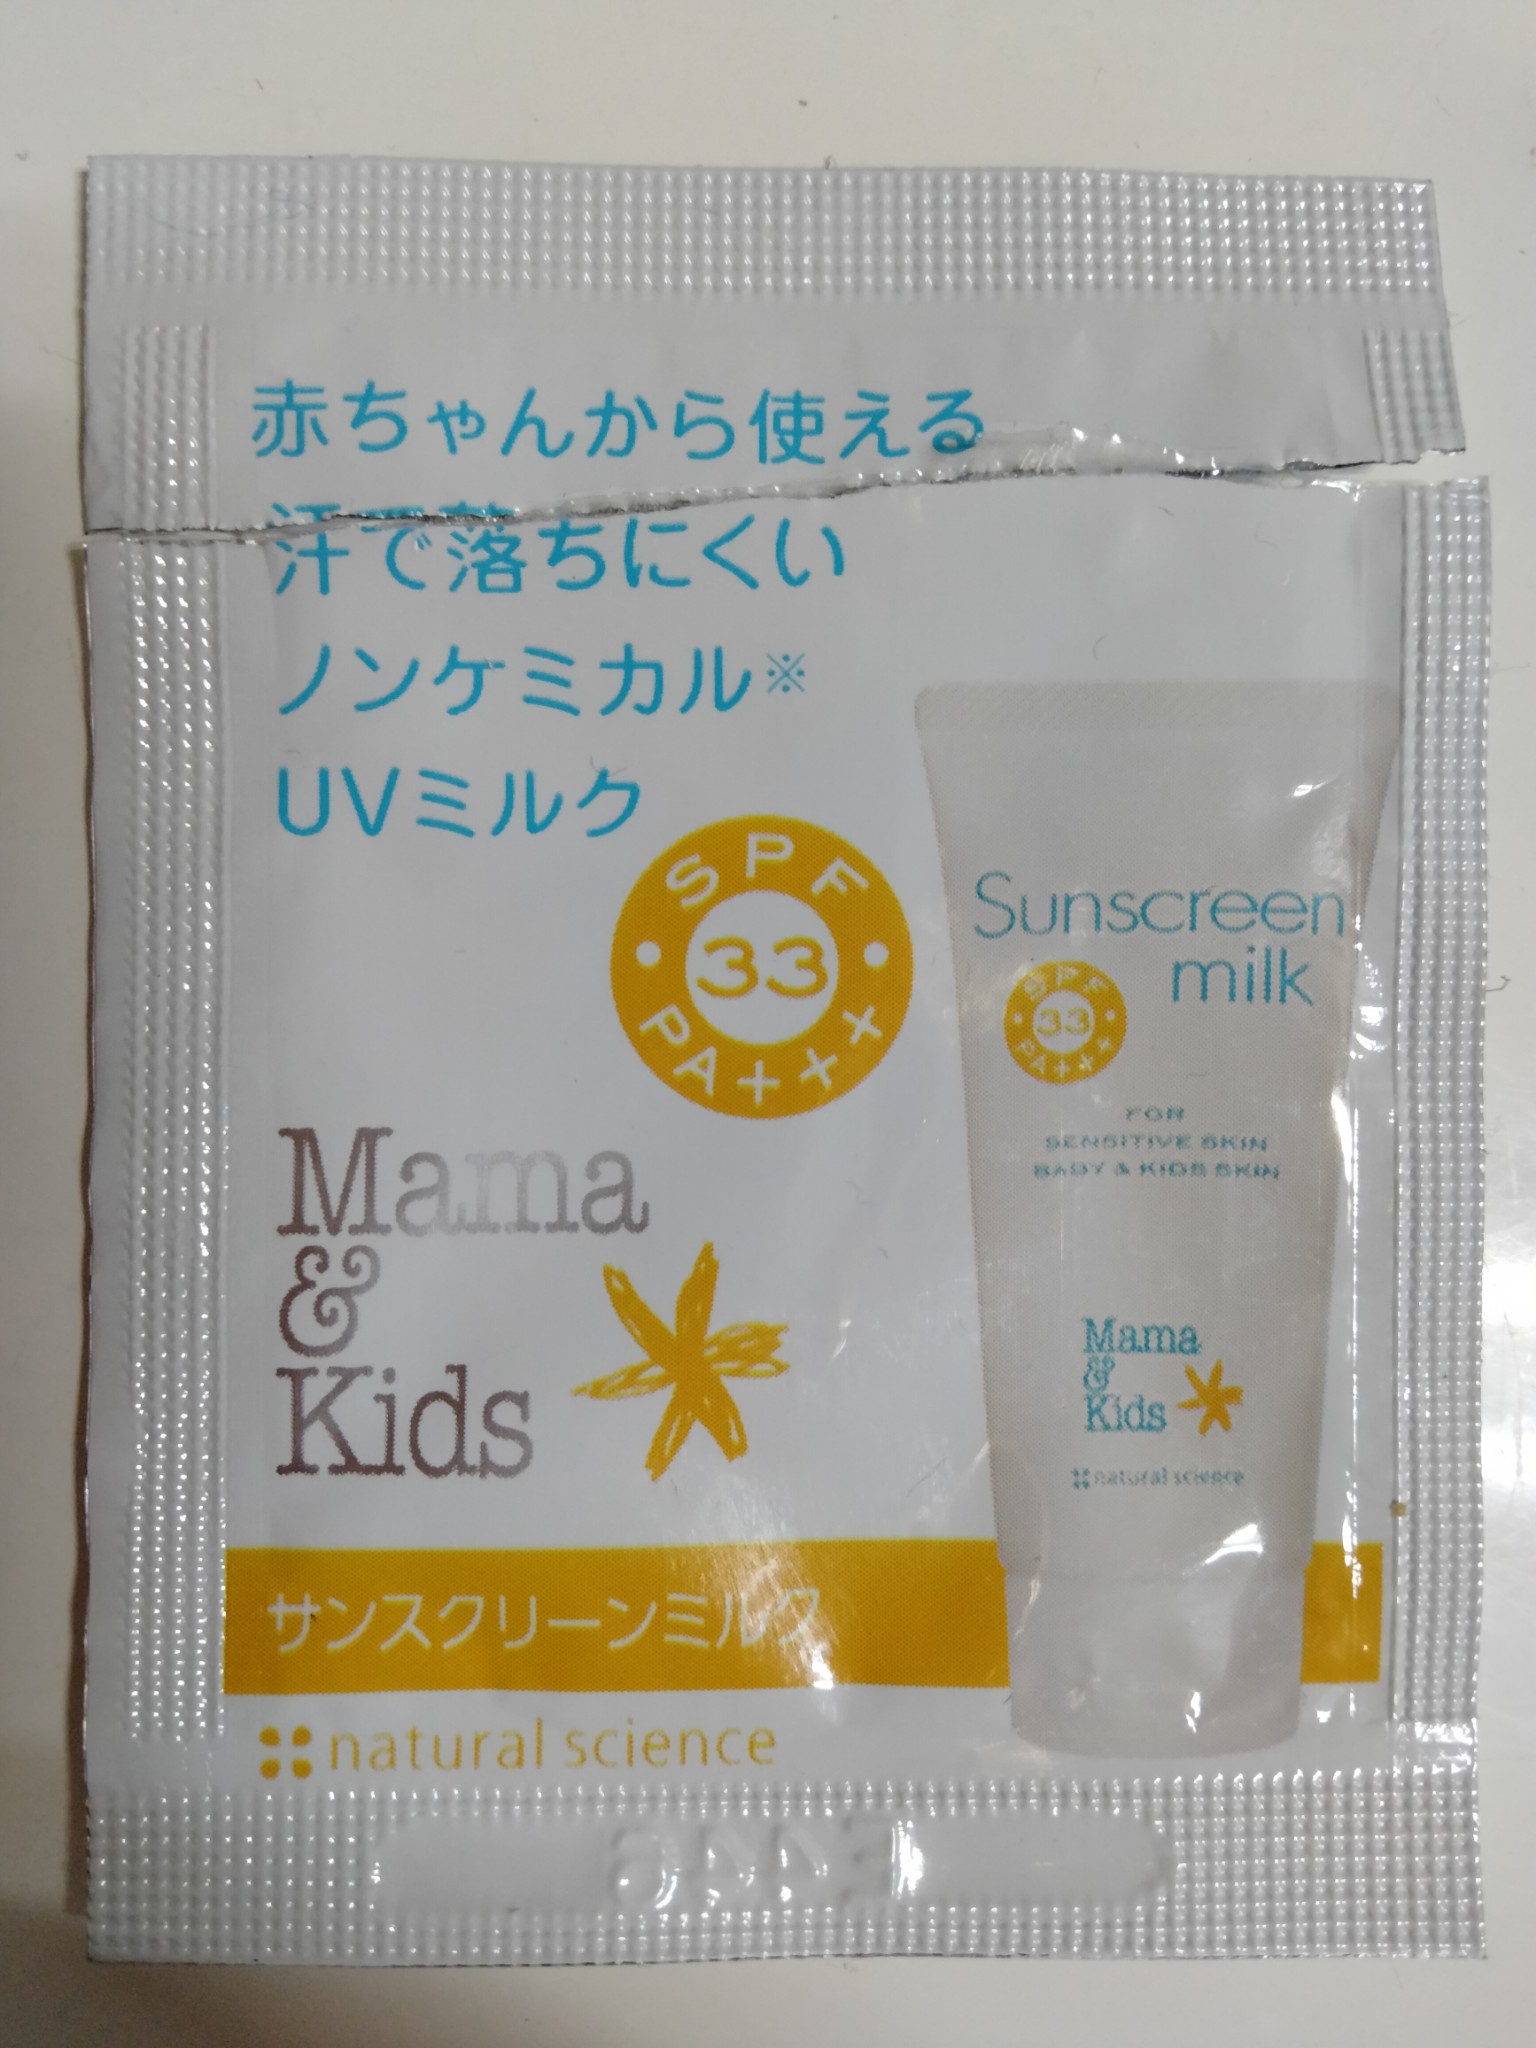 赤ちゃんから使える
汗で落ちにくい
ノンケミカル※
UVミルク
SPF
33
PA+++
Mama
&
Kids
サンスクリーンミルク
natural science
Sunscreen
milk
SPF
33
PA+++
FOR
SENSITIVE SKIN
BABY & KIDS SKIN
Mama
&
Kids
natural science